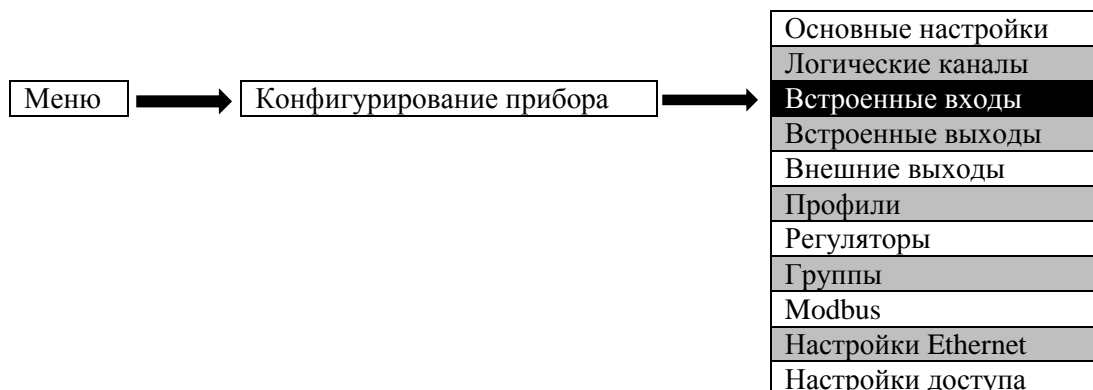 Основные настройки
Логические каналы
Меню
Конфигурирование прибора
Встроенные входы
Встроенные выходы
Внешние выходы
Профили
Регуляторы
Группы
Modbus
Настройки Ethernet
Настройки доступа